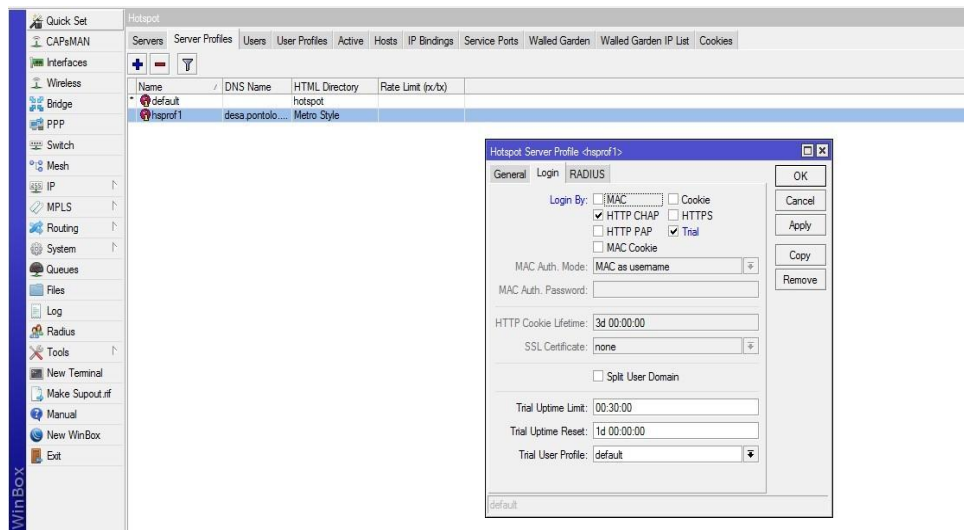 Quick Set
CAPsMAN
Interfaces
Wireless
Bridge
PPP
Switch
Mesh
IP
MPLS
Routing
System
Queues
Files
Log
Radius
Tools
New Terminal
Make Supout.rif
Manual
New WinBox
Exit
WinBox
Hotspot
Servers Server Profiles Users User Profiles Active Hosts IP Bindings Service Ports Walled Garden Walled Garden IP List Cookies
Name / DNS Name HTML Directory Rate Limit (rx/tx)
* default hotspot
hsprof1 desa.pontolo.... Metro Style
Hotspot Server Profile <hsprof1>
General Login RADIUS
Login By: MAC Cookie
HTTP CHAP HTTPS
HTTP PAP Trial
MAC Cookie
MAC Auth. Mode: MAC as username
MAC Auth. Password:
HTTP Cookie Lifetime: 3d 00:00:00
SSL Certificate: none
Split User Domain
Trial Uptime Limit: 00:30:00
Trial Uptime Reset: 1d 00:00:00
Trial User Profile: default
default
OK
Cancel
Apply
Copy
Remove